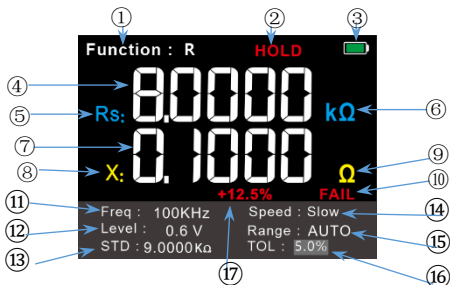 ① ② ③
Function : R HOLD
④ 8.0000
⑤ Rs: kΩ ⑥
⑦ 0.1000
⑧ X: Ω ⑨
+12.5% FAIL ⑩
⑪ Freq : 100KHz Speed : Slow ⑭
⑫ Level : 0.6 V Range : AUTO ⑮
⑬ STD : 9.0000KΩ TOL : 5.0% ⑯
⑰